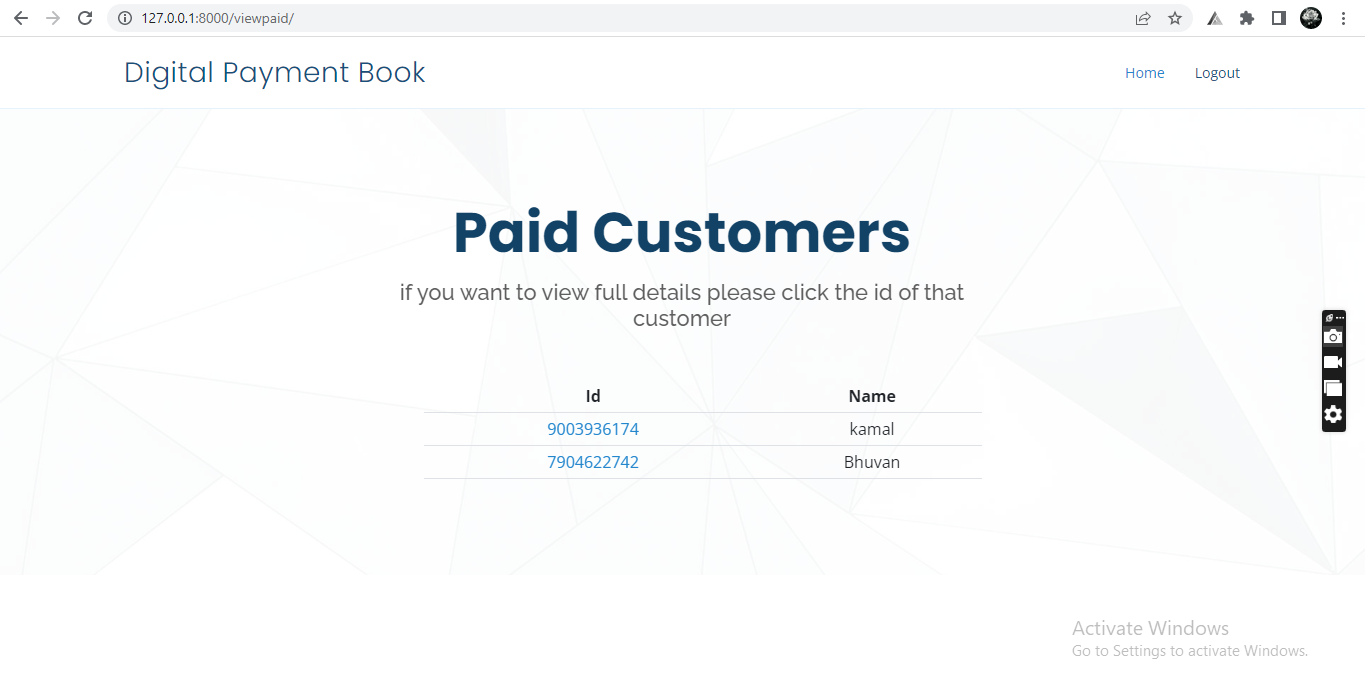 127.0.0.1:8000/viewpaid/
Digital Payment Book
Home Logout
Paid Customers
if you want to view full details please click the id of that
customer
Id Name
9003936174 kamal
7904622742 Bhuvan
Activate Windows
Go to Settings to activate Windows.